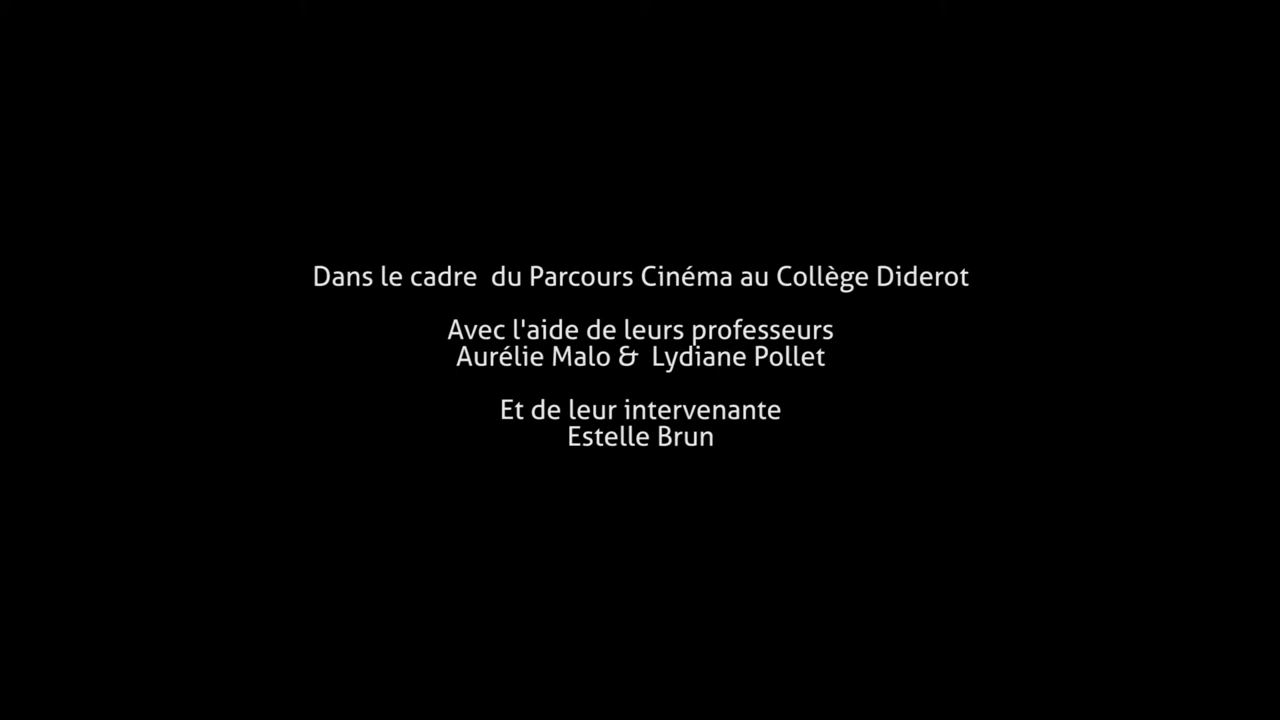 Dans le cadre  du Parcours Cinéma au Collège Diderot
Avec l'aide de leurs professeurs
Aurélie Malo &  Lydiane Pollet
Et de leur intervenante
Estelle Brun